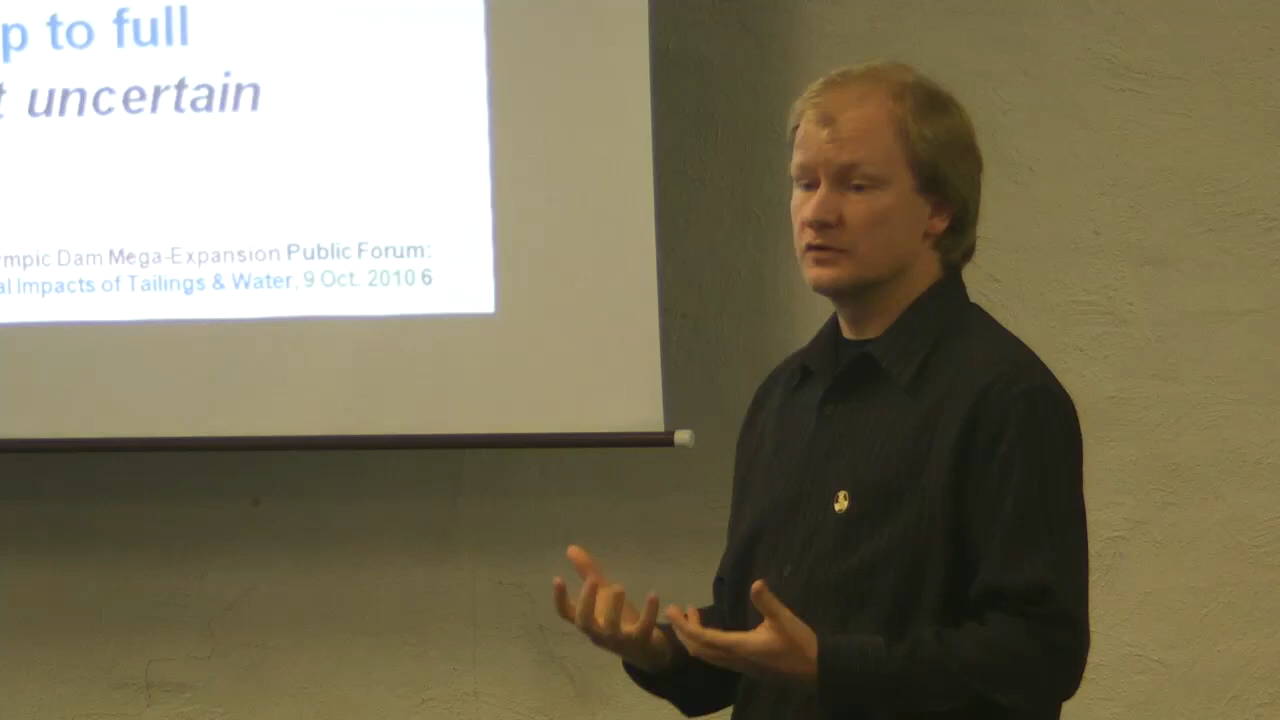 p to full
t uncertain
mpic Dam Mega-Expansion Public Forum:
al Impacts of Tailings & Water, 9 Oct. 2010 6